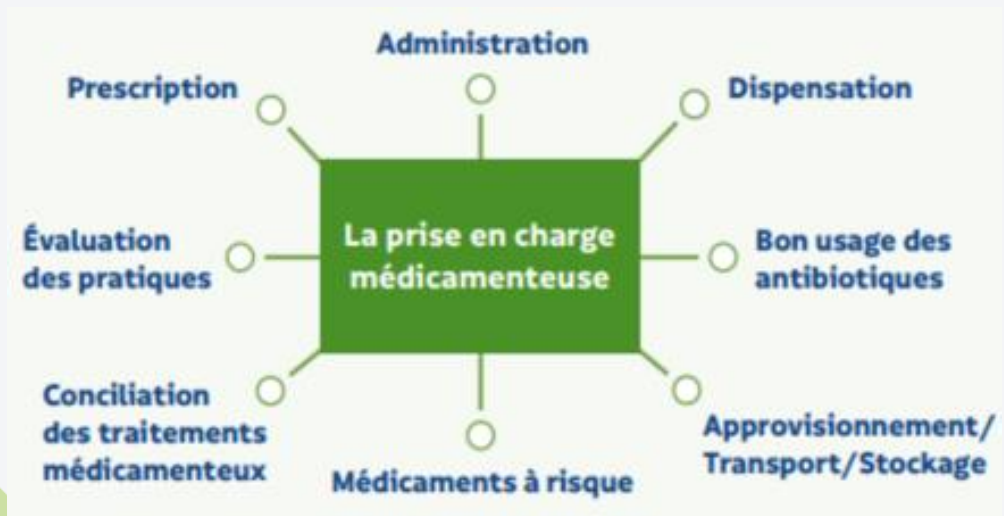 Administration
Prescription
Dispensation
La prise en charge
médicamenteuse
Évaluation
des pratiques
Bon usage des
antibiotiques
Conciliation
des traitements
médicamenteux
Médicaments à risque
Approvisionnement/
Transport/Stockage